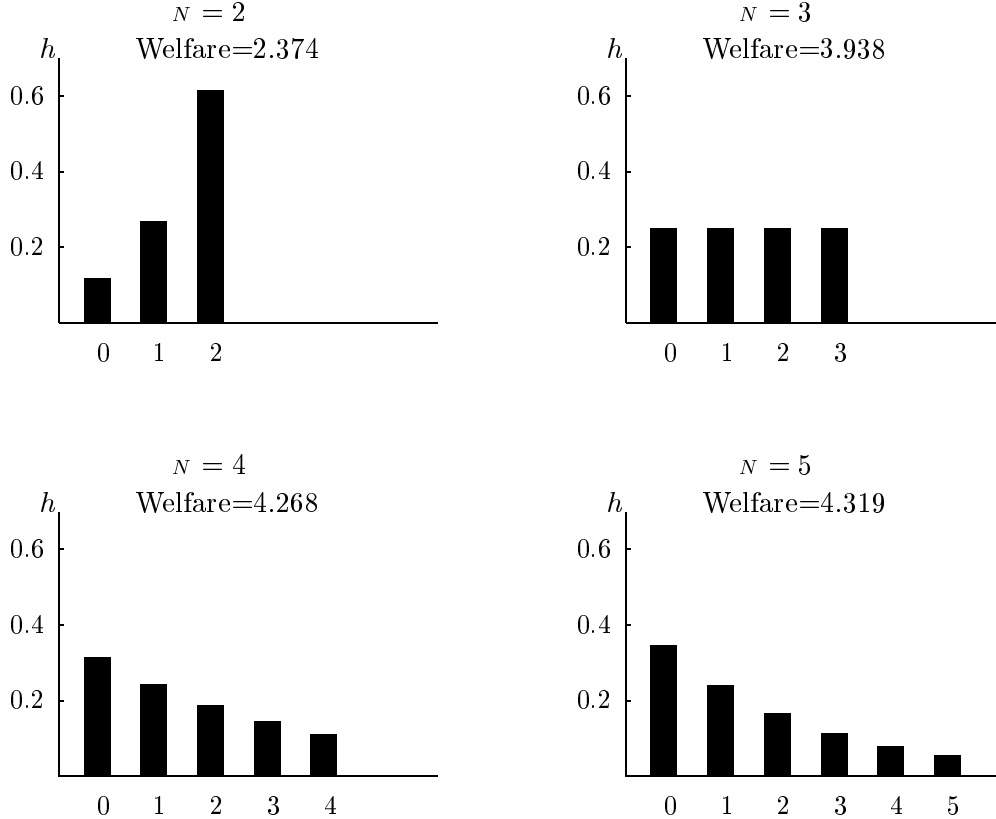 N = 2
Welfare=2.374
h
0.6
0.4
0.2
0 1 2
N = 3
Welfare=3.938
h
0.6
0.4
0.2
0 1 2 3
N = 4
Welfare=4.268
h
0.6
0.4
0.2
0 1 2 3 4
N = 5
Welfare=4.319
h
0.6
0.4
0.2
0 1 2 3 4 5